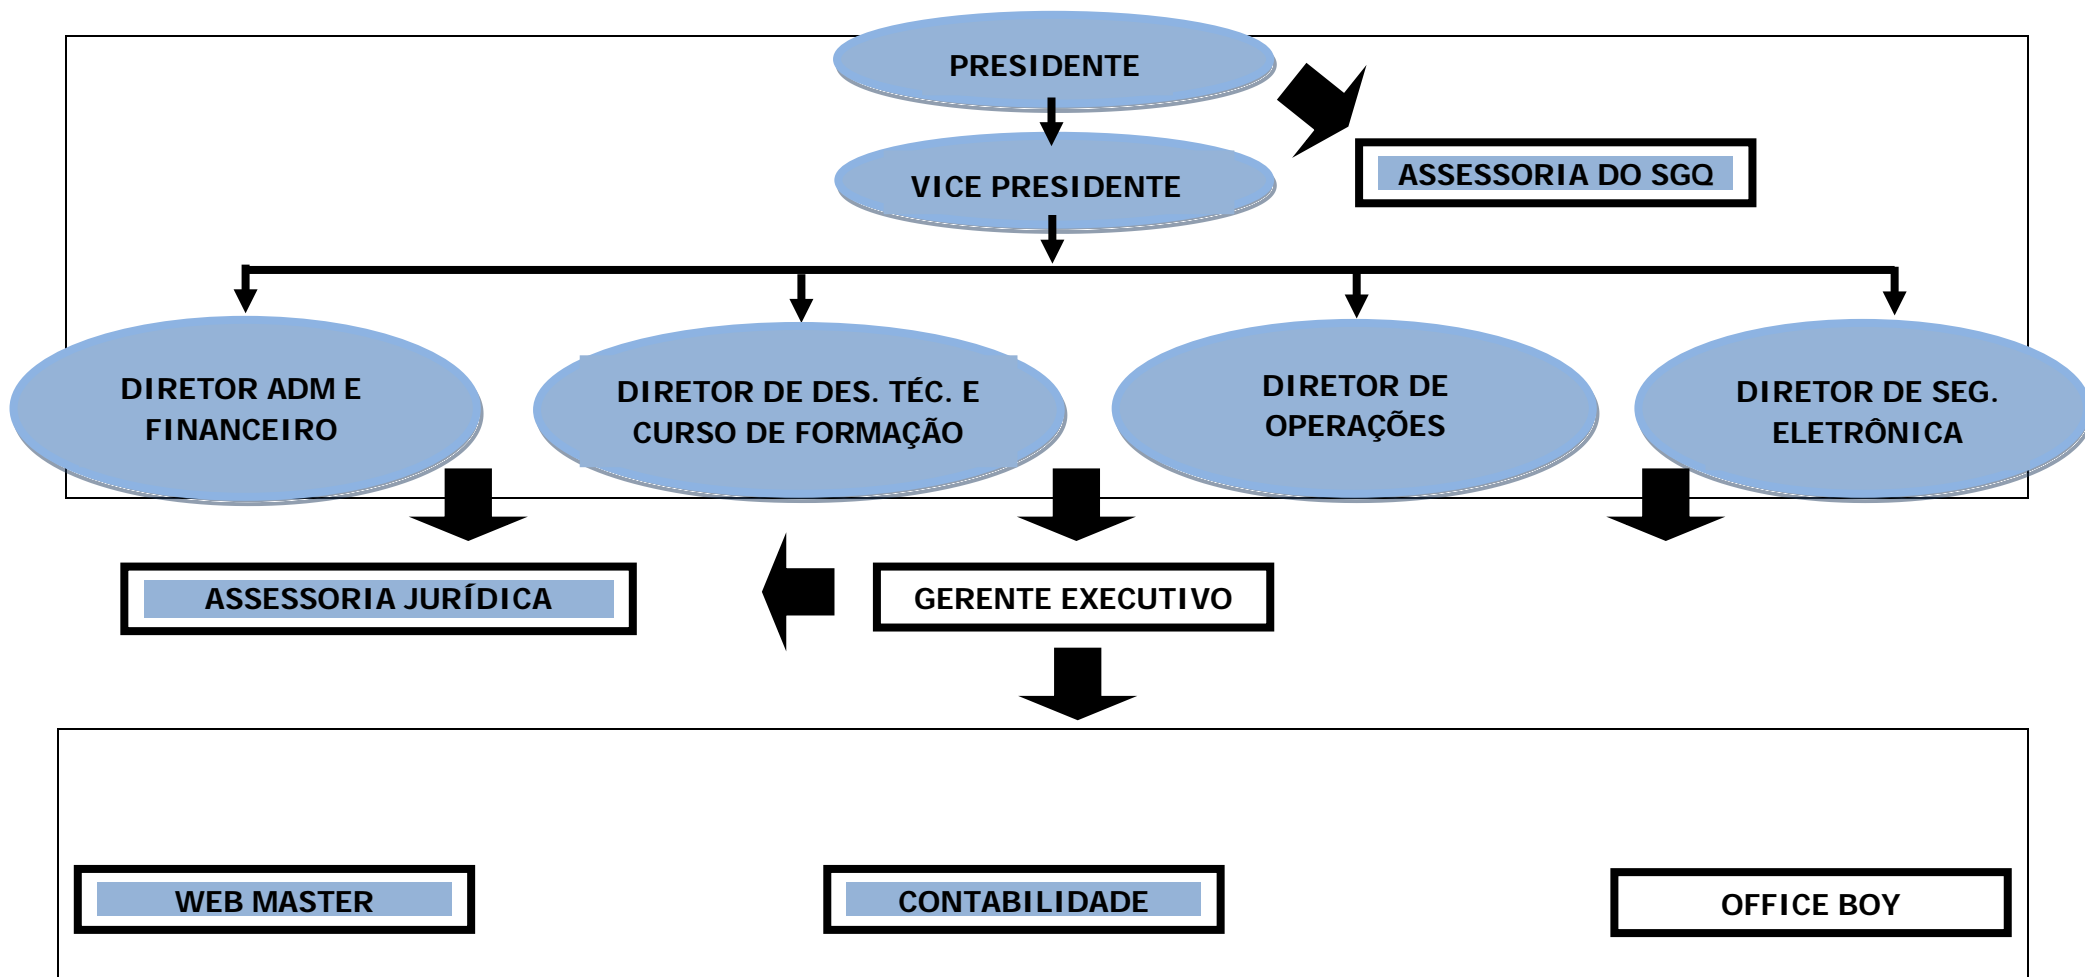 PRESIDENTE
ASSESSORIA DO SGQ
VICE PRESIDENTE
DIRETOR ADM E
FINANCEIRO
DIRETOR DE DES. TÉC. E
CURSO DE FORMAÇÃO
DIRETOR DE
OPERAÇÕES
DIRETOR DE SEG.
ELETRÔNICA
ASSESSORIA JURÍDICA
GERENTE EXECUTIVO
WEB MASTER
CONTABILIDADE
OFFICE BOY